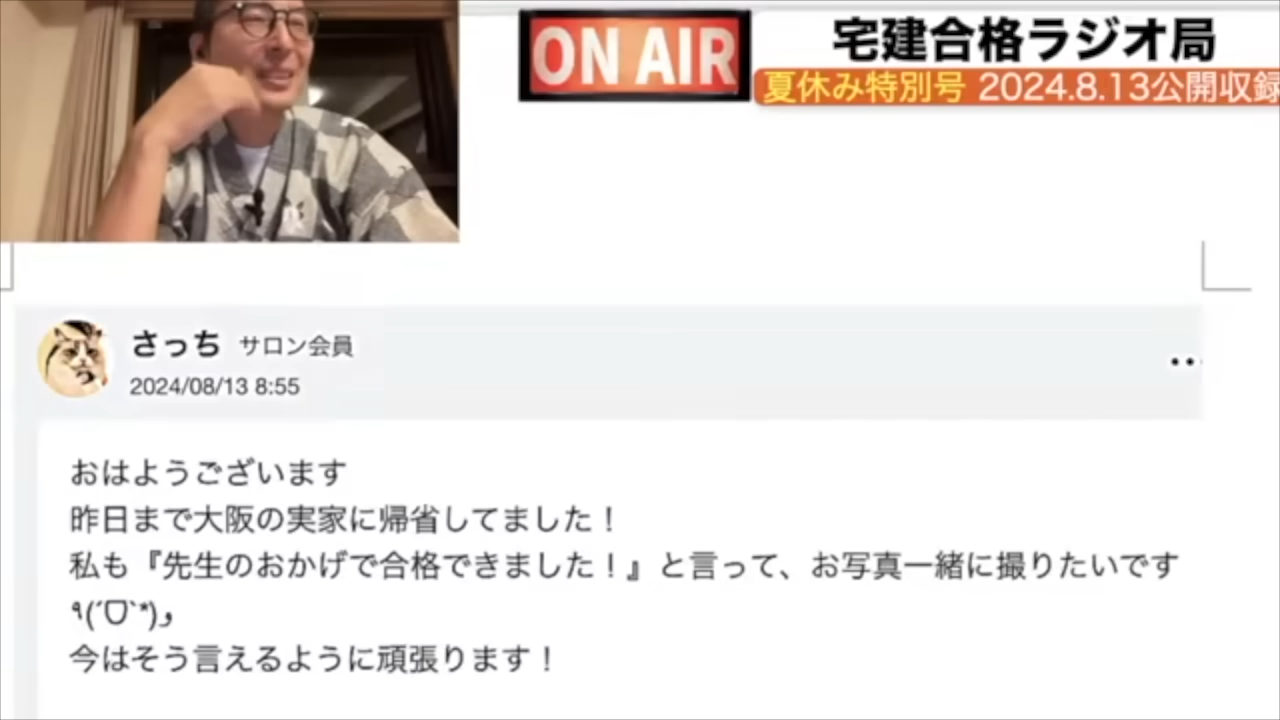 ON AIR
宅建合格ラジオ局
夏休み特別号 2024.8.13公開収録
さっち サロン会員
2024/08/13 8:55
おはようございます
昨日まで大阪の実家に帰省してました！
私も『先生のおかげで合格できました！』と言って、お写真一緒に撮りたいです
٩(ˊᗜˋ*)و
今はそう言えるように頑張ります！